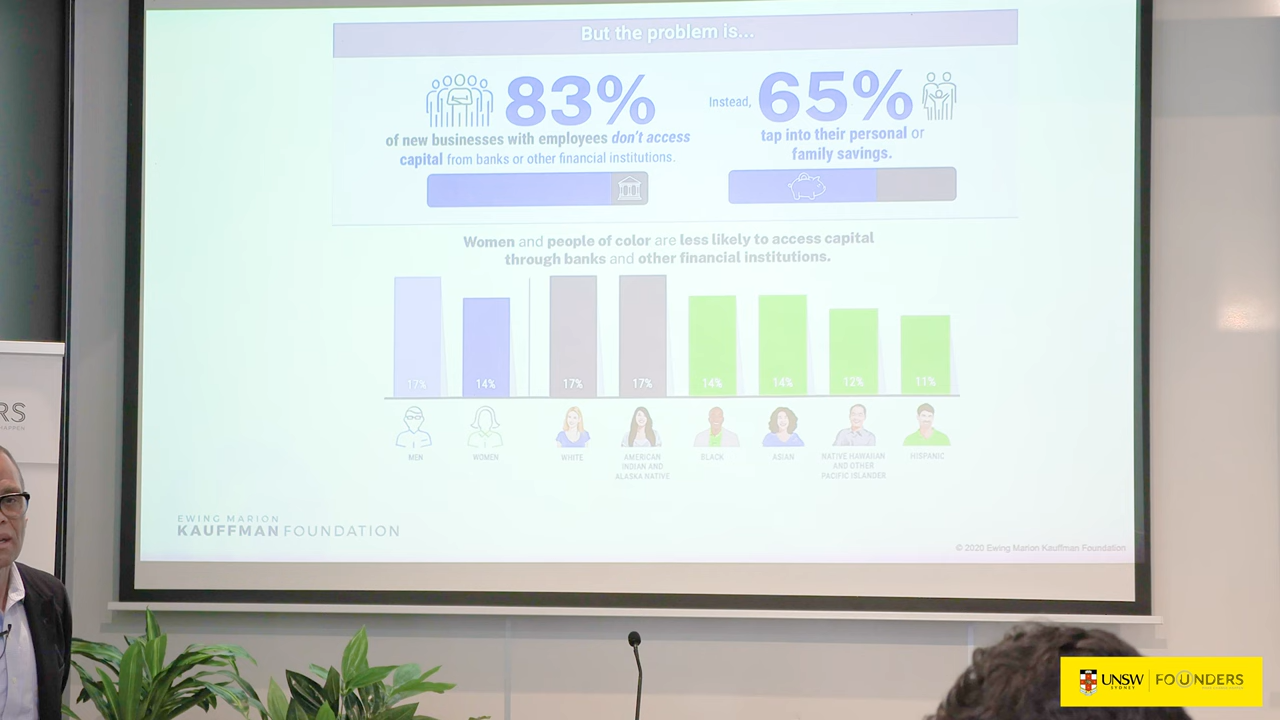 But the problem is...
83%
of new businesses with employees don't access
capital from banks or other financial institutions.
Instead, 65%
tap into their personal or
family savings.
Women and people of color are less likely to access capital
through banks and other financial institutions.
17%
14%
17%
17%
14%
14%
12%
11%
MEN
WOMEN
WHITE
AMERICAN
INDIAN AND
ALASKA NATIVE
BLACK
ASIAN
NATIVE HAWAIIAN
AND OTHER
PACIFIC ISLANDER
HISPANIC
EWING MARION
KAUFFMAN FOUNDATION
© 2020 Ewing Marion Kauffman Foundation
RS
UNSW
SYDNEY
FOUNDERS